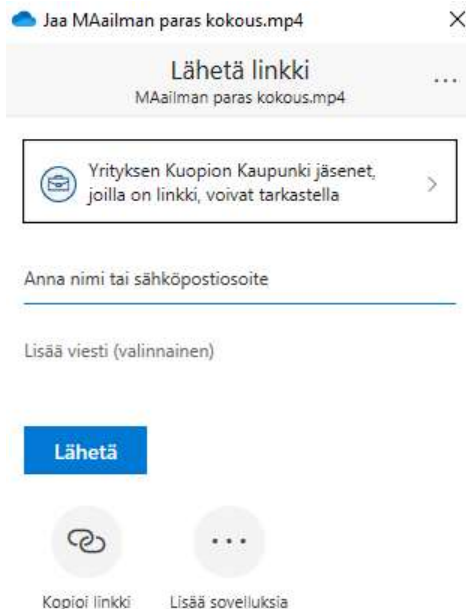 Jaa MAailman paras kokous.mp4
Lähetä linkki
MAailman paras kokous.mp4
Yrityksen Kuopion Kaupunki jäsenet,
joilla on linkki, voivat tarkastella
Anna nimi tai sähköpostiosoite
Lisää viesti (valinnainen)
Lähetä
Kopioi linkki
Lisää sovelluksia